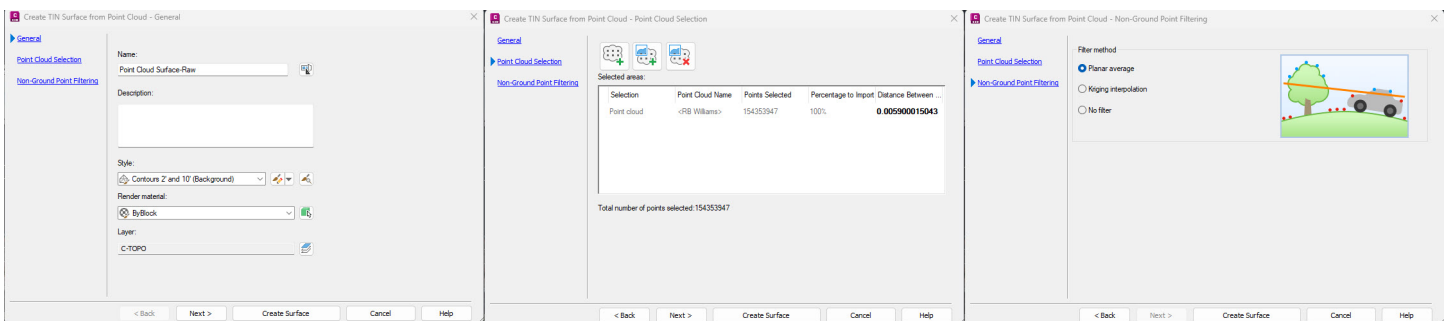 Create TIN Surface from Point Cloud - General
General
Point Cloud Selection
Non-Ground Point Filtering
Name:
Point Cloud Surface-Raw
Description:
Style:
Contours 2' and 10' (Background)
Render material:
ByBlock
Layer:
C-TOPO
< Back Next > Create Surface Cancel Help
Create TIN Surface from Point Cloud - Point Cloud Selection
General
Point Cloud Selection
Non-Ground Point Filtering
Selected areas:
Selection Point Cloud Name Points Selected Percentage to Import Distance Between ...
Point cloud <RB Williams> 154353947 100% 0.005900015043
Total number of points selected:154353947
< Back Next > Create Surface Cancel Help
Create TIN Surface from Point Cloud - Non-Ground Point Filtering
General
Point Cloud Selection
Non-Ground Point Filtering
Filter method
Planar average
Kriging interpolation
No filter
< Back Next > Create Surface Cancel Help